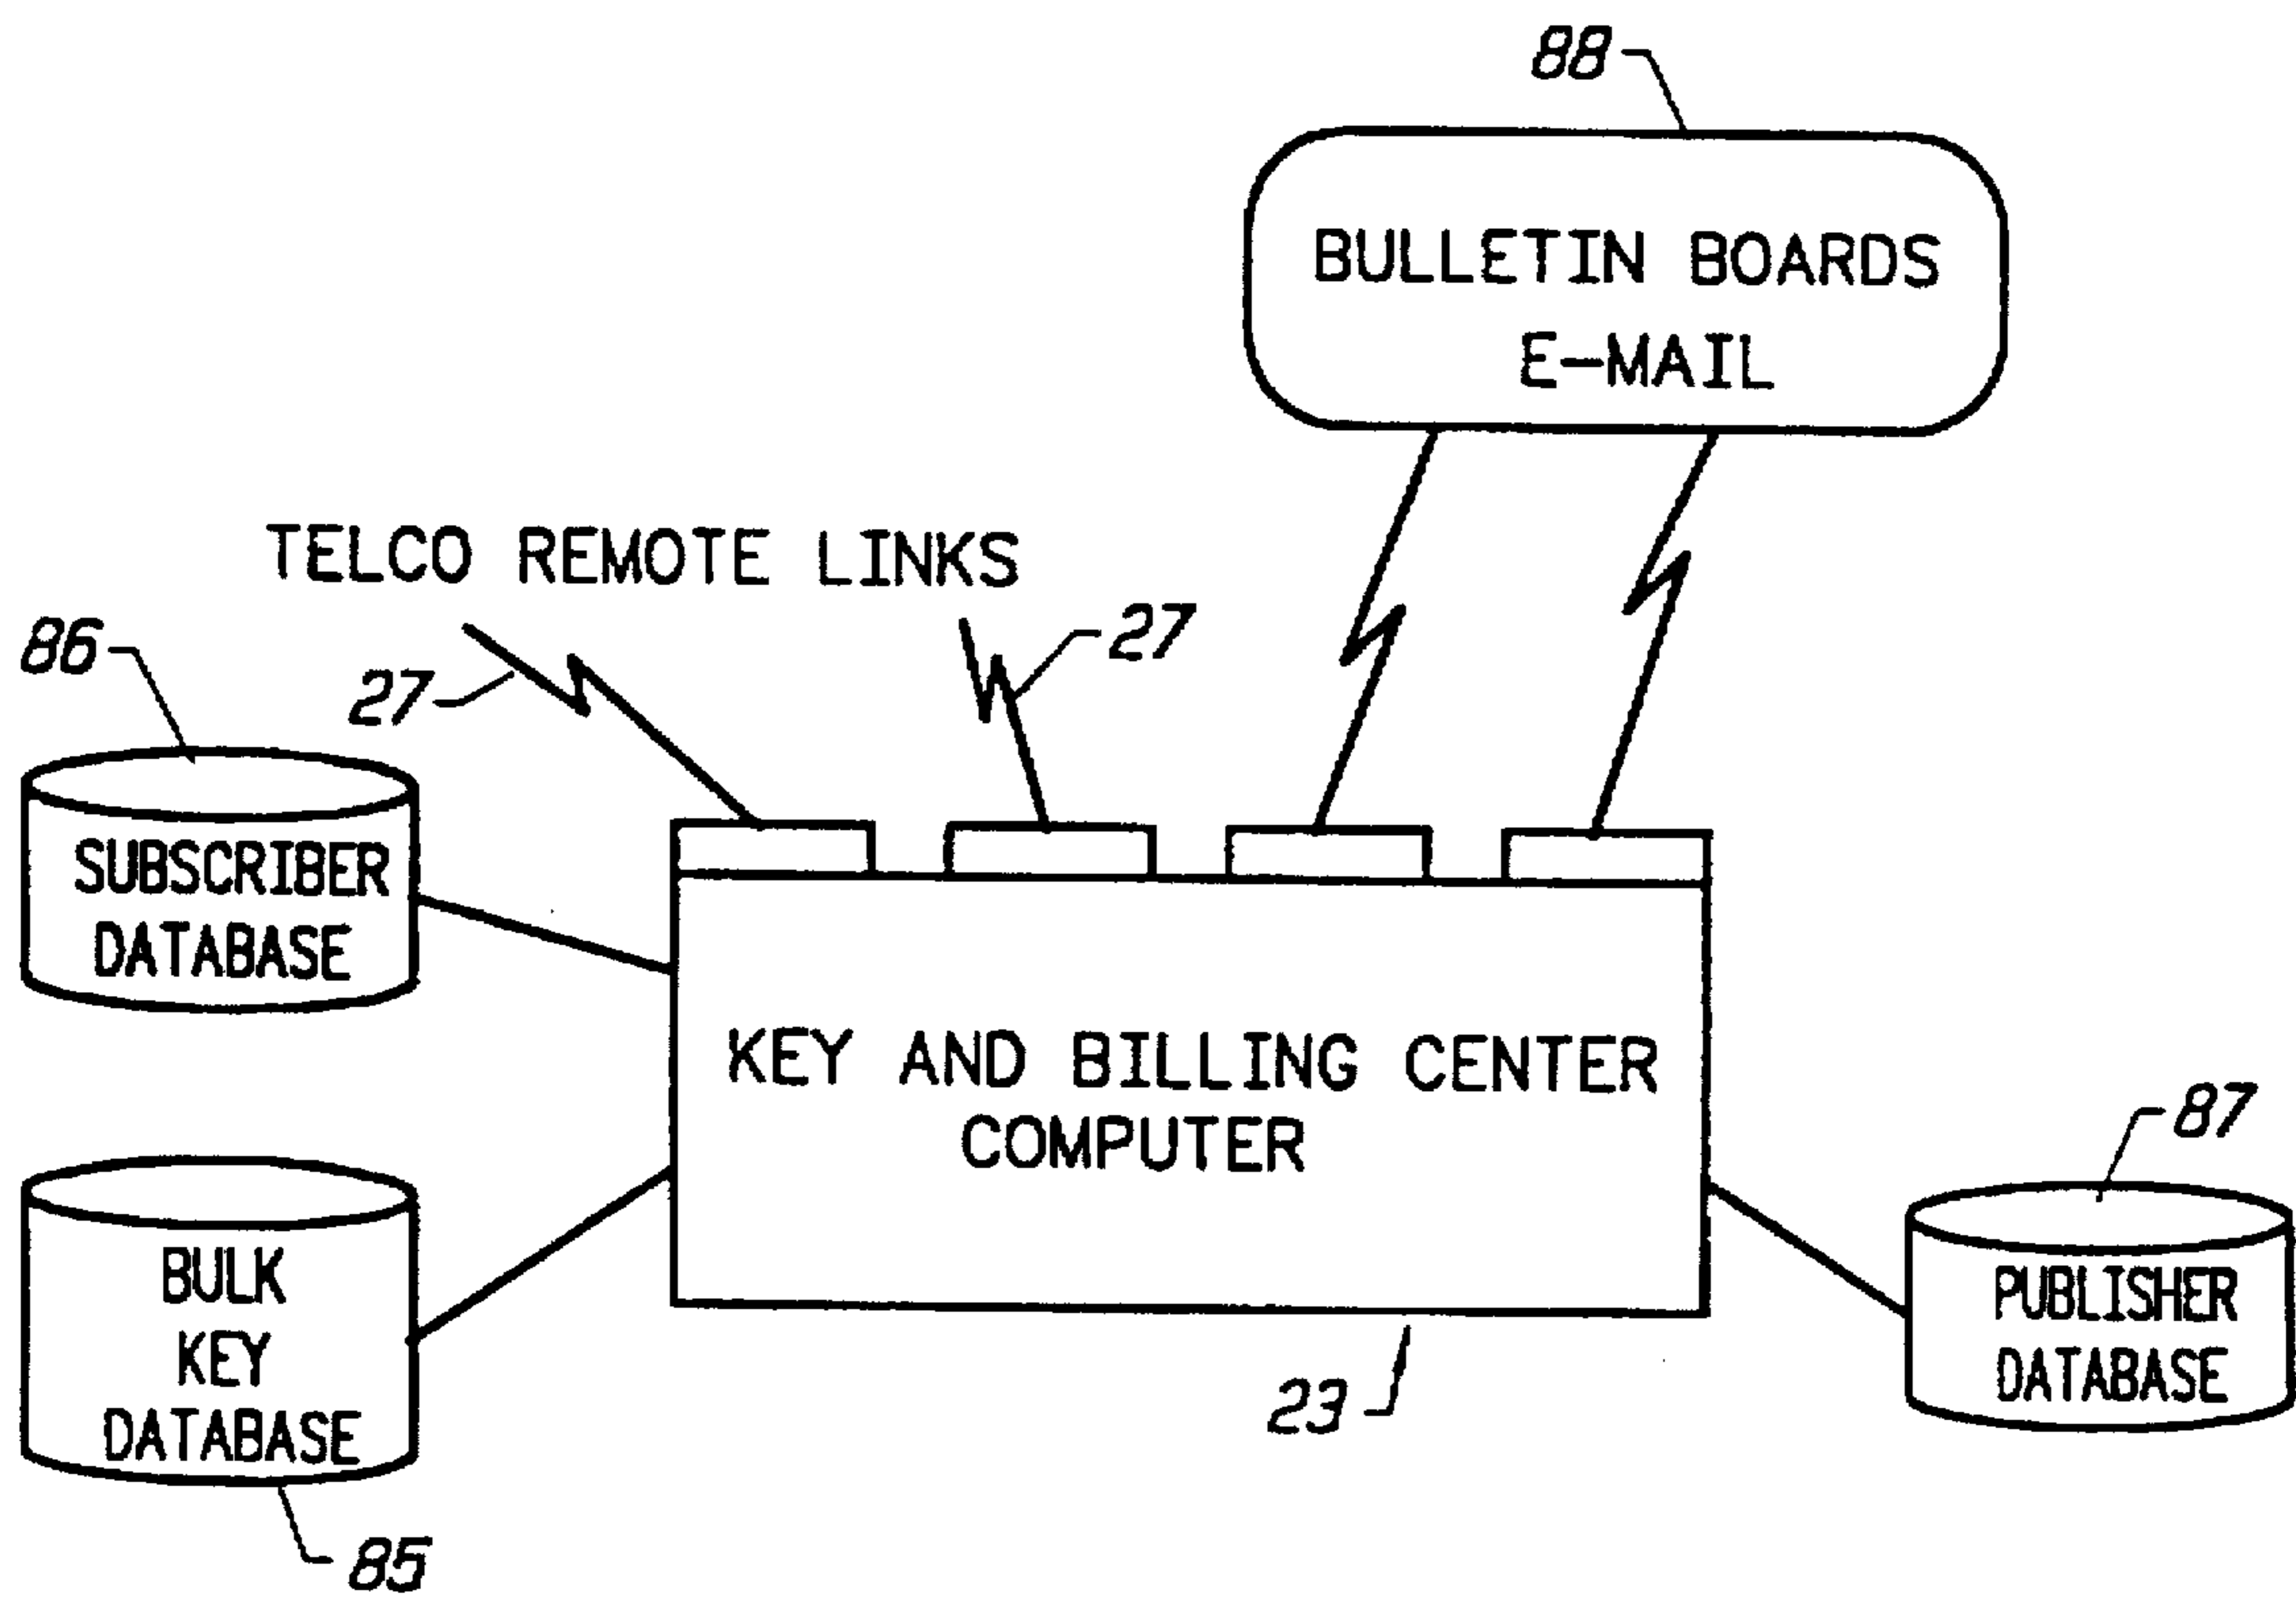 88
BULLETIN BOARDS
E-MAIL
TELCO REMOTE LINKS
27
27
86
SUBSCRIBER
DATABASE
KEY AND BILLING CENTER
COMPUTER
87
BULK
KEY
DATABASE
PUBLISHER
DATABASE
23
85